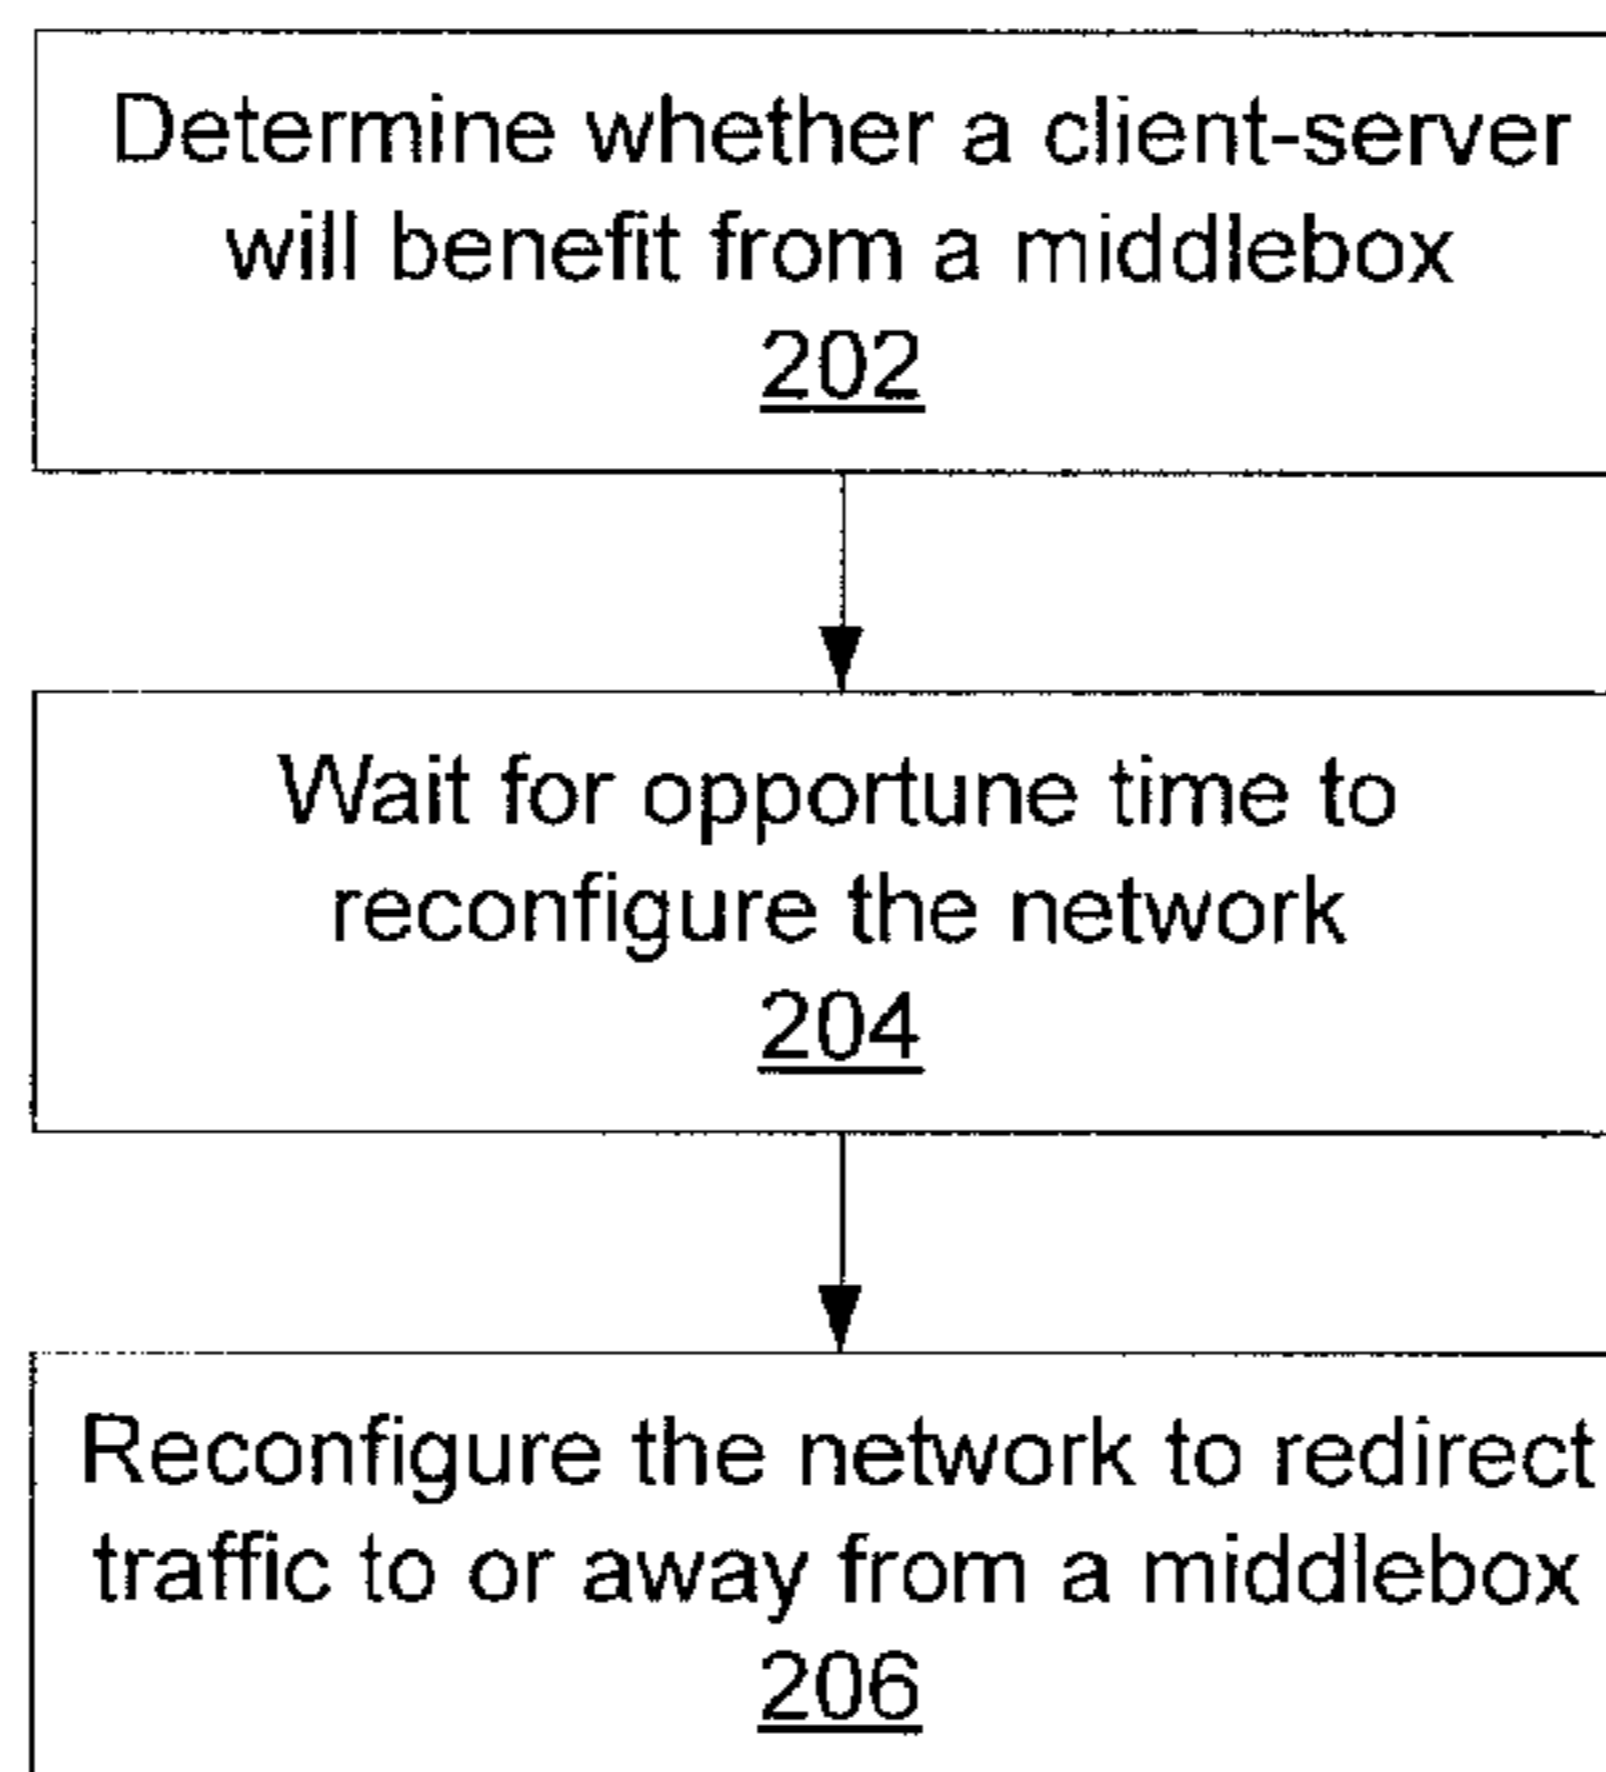 Determine whether a client-server
will benefit from a middlebox
202
Wait for opportune time to
reconfigure the network
204
Reconfigure the network to redirect
traffic to or away from a middlebox
206